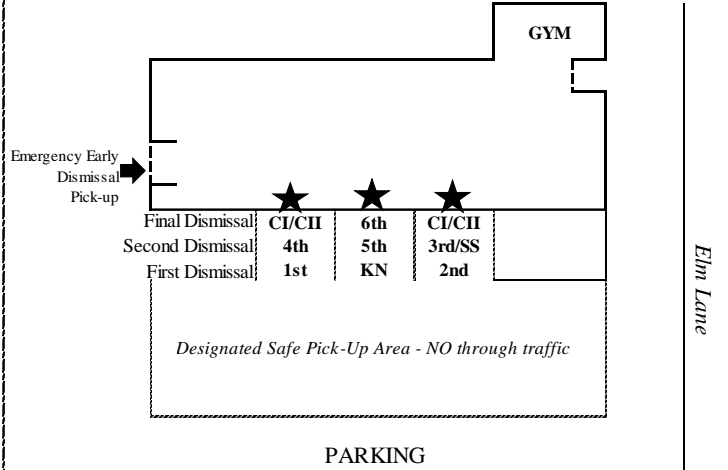 GYM
Emergency Early
Dismissal
Pick-up
Final Dismissal CI/CII 6th CI/CII
Second Dismissal 4th 5th 3rd/SS
First Dismissal 1st KN 2nd
Elm Lane
Designated Safe Pick-Up Area - NO through traffic
PARKING